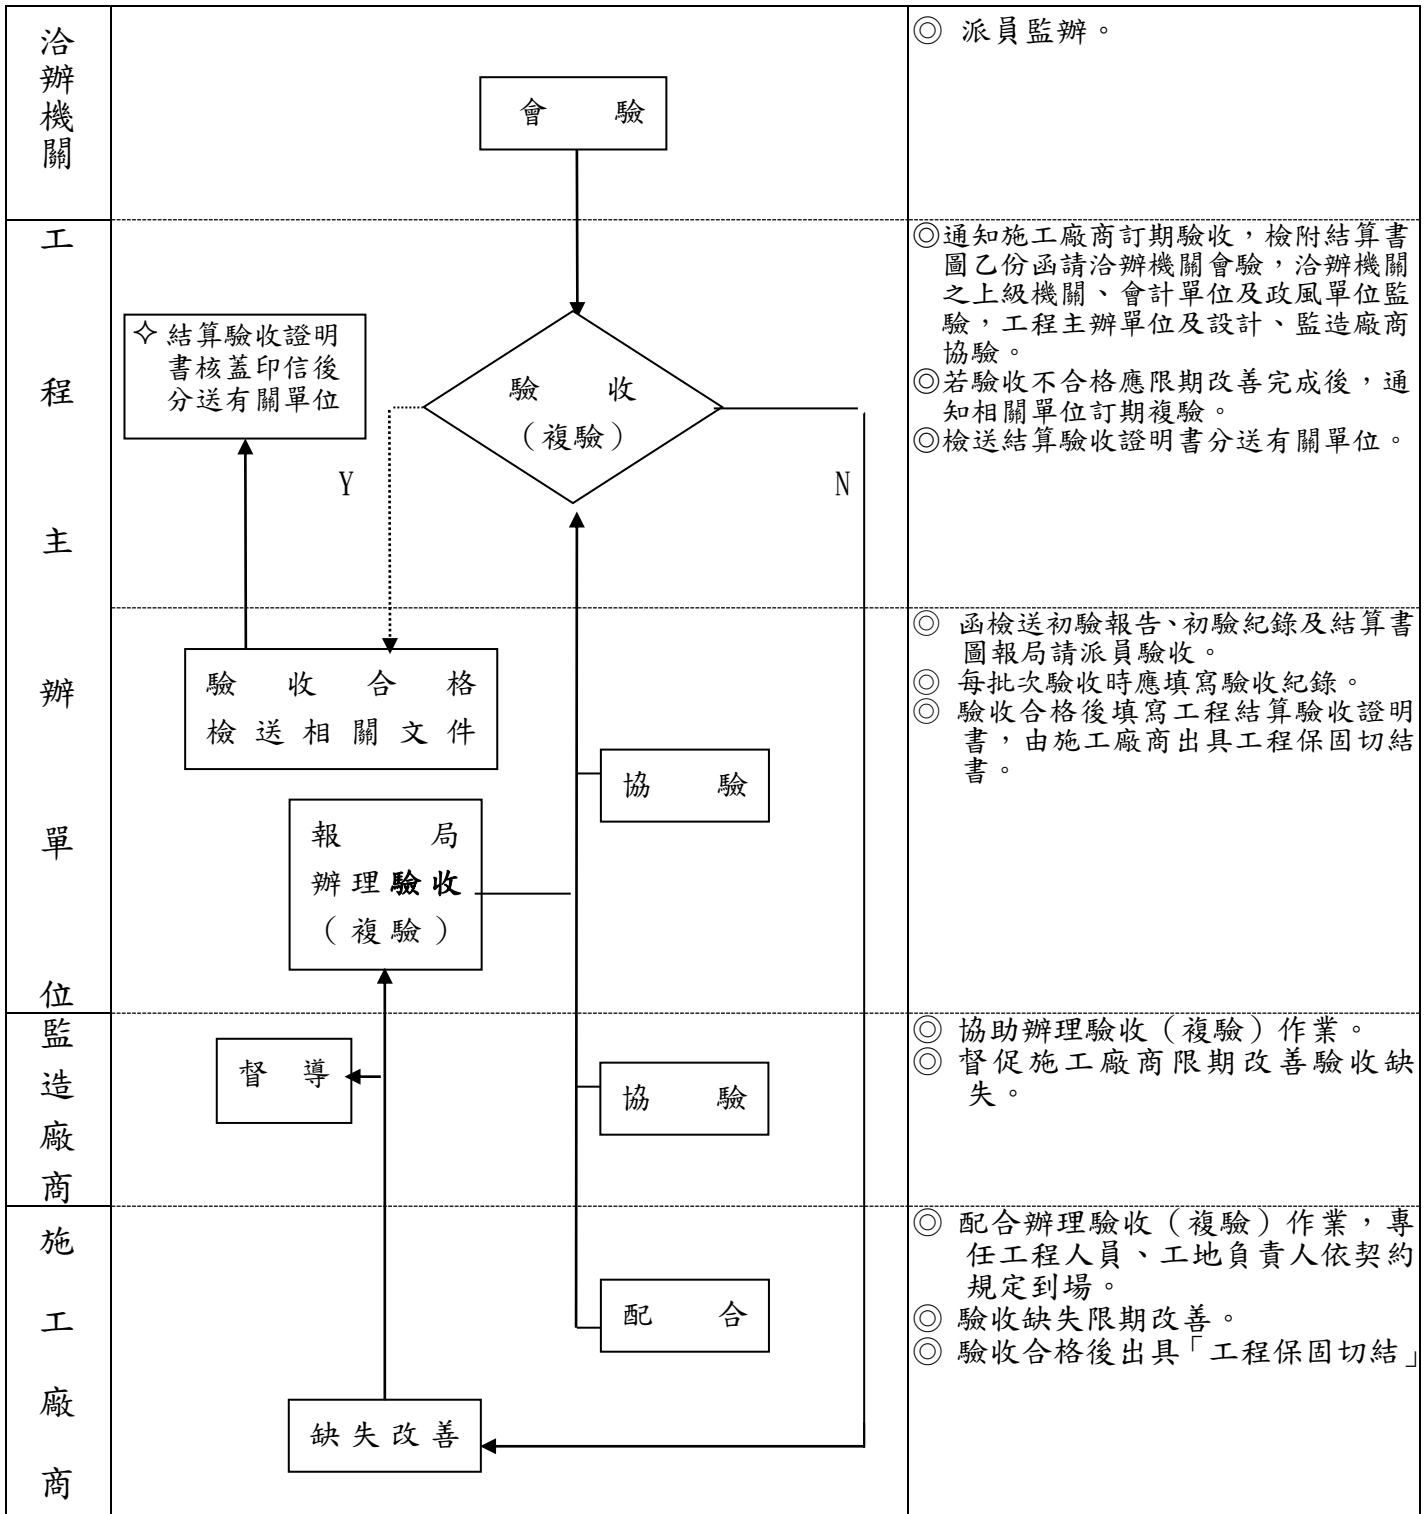 洽辦機關
會 驗
◎ 派員監辦。
工程主辦單位
✧ 結算驗收證明
書核蓋印信後
分送有關單位
驗 收
（複驗）
Y
N
◎通知施工廠商訂期驗收，檢附結算書
圖乙份函請洽辦機關會驗，洽辦機關
之上級機關、會計單位及政風單位監
驗，工程主辦單位及設計、監造廠商
協驗。
◎若驗收不合格應限期改善完成後，通
知相關單位訂期複驗。
◎檢送結算驗收證明書分送有關單位。
驗 收 合 格
檢送相關文件
協 驗
報 局
辦理驗收
（複驗）
◎ 函檢送初驗報告、初驗紀錄及結算書
圖報局請派員驗收。
◎ 每批次驗收時應填寫驗收紀錄。
◎ 驗收合格後填寫工程結算驗收證明
書，由施工廠商出具工程保固切結
書。
監造廠商
督 導
協 驗
◎ 協助辦理驗收（複驗）作業。
◎ 督促施工廠商限期改善驗收缺
失。
施工廠商
配 合
缺失改善
◎ 配合辦理驗收（複驗）作業，專
任工程人員、工地負責人依契約
規定到場。
◎ 驗收缺失限期改善。
◎ 驗收合格後出具「工程保固切結」